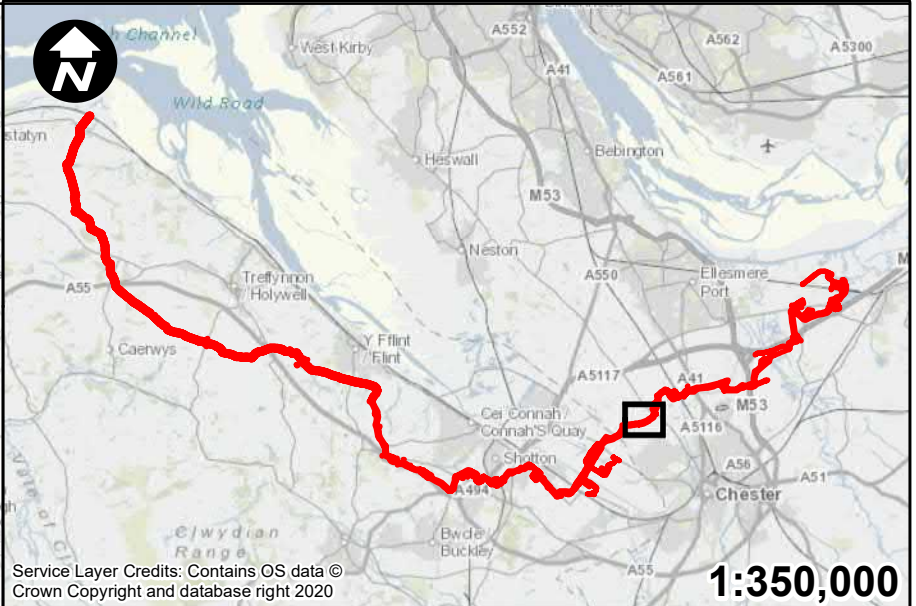 N
h Channel
West Kirby
A552
A562
A5300
A41
A561
Wild Road
statyn
Heswall
Bebington
M53
Neston
A550
Ellesmere
Port
M
A55
Treffynnon
Holywell
Caerwys
Y Fflint
Flint
A5117
A41
M53
A5116
Cei Connah
Connah'S Quay
Shotton
A494
A56
A51
Chester
Clwydian
Range
Bwcle
Buckley
A55
Service Layer Credits: Contains OS data ©
Crown Copyright and database right 2020
1:350,000